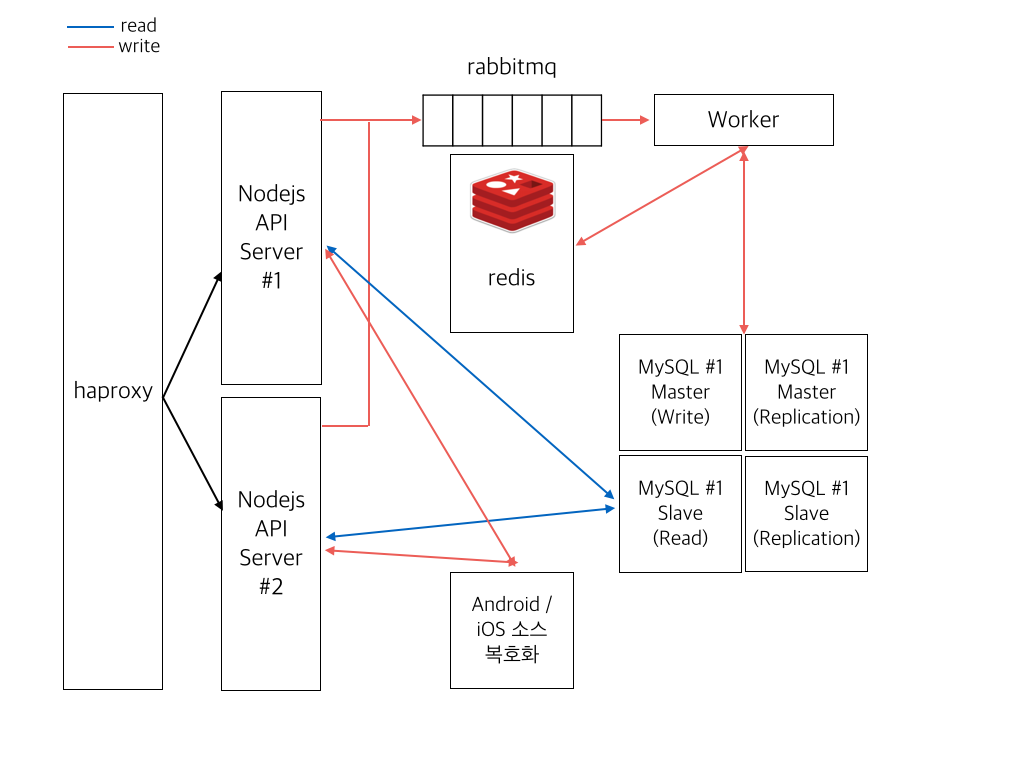 read
write
rabbitmq
Worker
Nodejs
API
Server
#1
redis
haproxy
MySQL #1
Master
(Write)
MySQL #1
Master
(Replication)
Nodejs
API
Server
#2
MySQL #1
Slave
(Read)
MySQL #1
Slave
(Replication)
Android /
iOS 소스
복호화